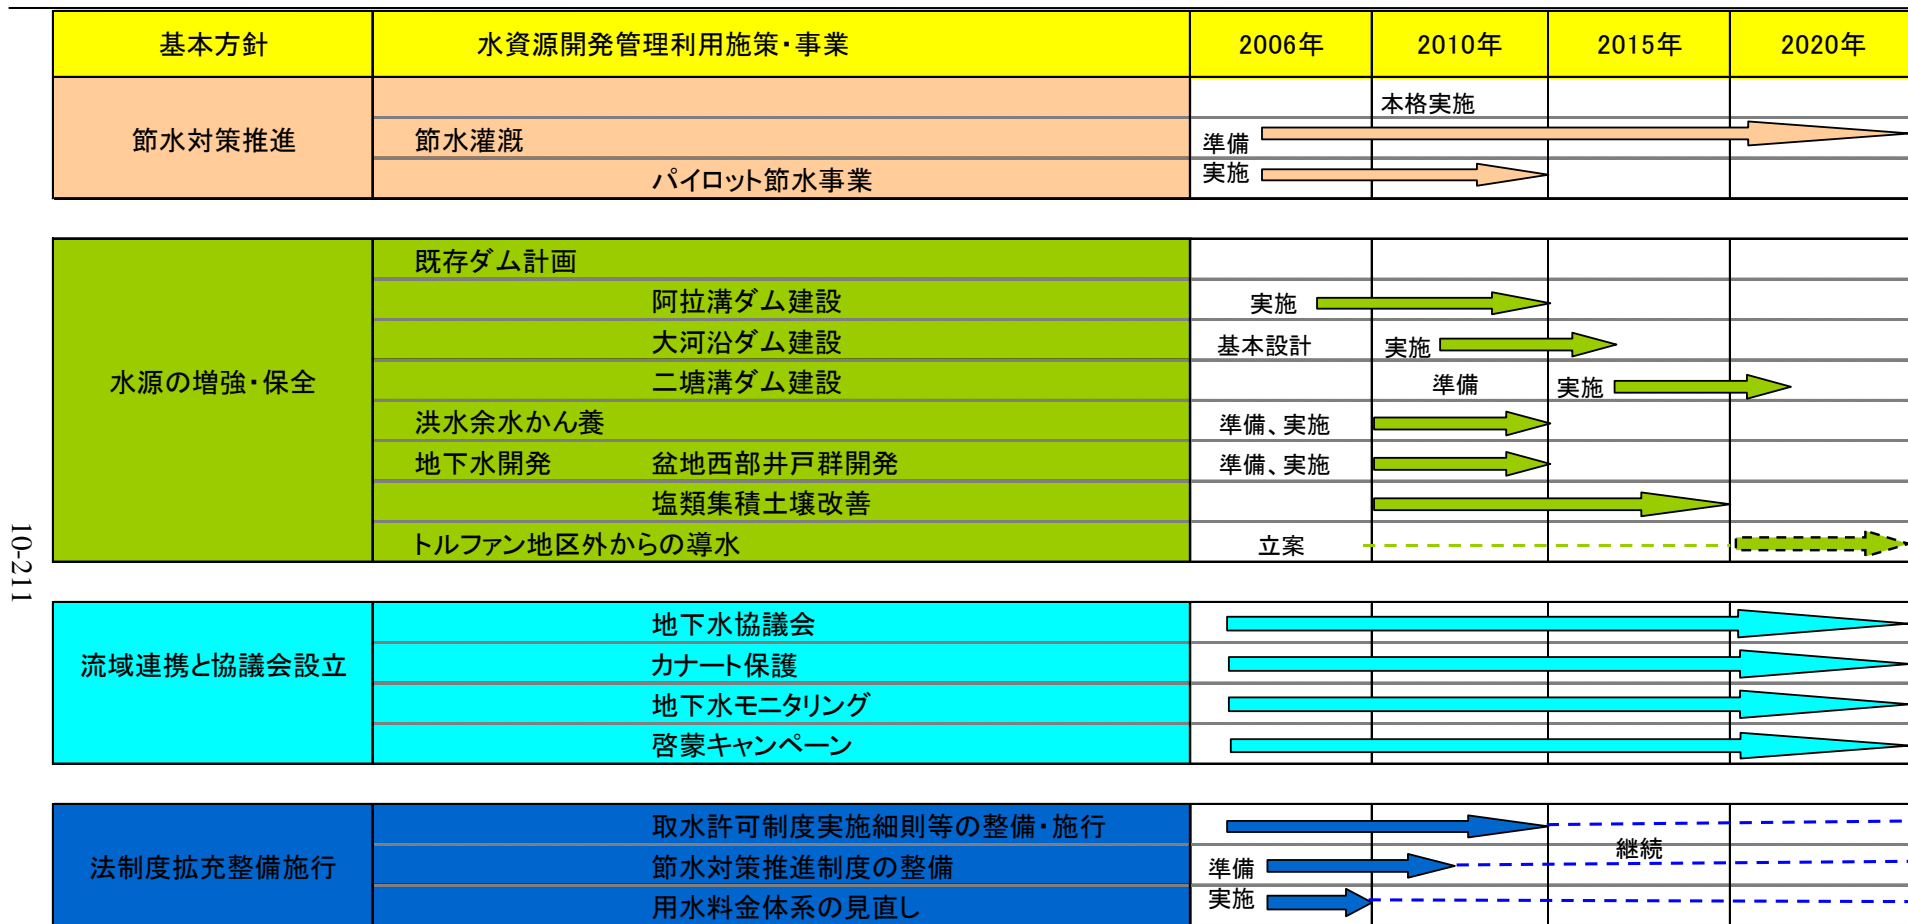 基本方針 水資源開発管理利用施策・事業 2006年 2010年 2015年 2020年
本格実施
節水対策推進 節水灌漑 準備
パイロット節水事業 実施
既存ダム計画
阿拉溝ダム建設 実施
大河沿ダム建設 基本設計 実施
水源の増強・保全 二塘溝ダム建設 準備 実施
洪水余水かん養 準備、実施
地下水開発 盆地西部井戸群開発 準備、実施
塩類集積土壌改善
トルファン地区外からの導水 立案
地下水協議会
流域連携と協議会設立 カナート保護
地下水モニタリング
啓蒙キャンペーン
取水許可制度実施細則等の整備・施行
継続
法制度拡充整備施行 節水対策推進制度の整備 準備
用水料金体系の見直し 実施
10-211